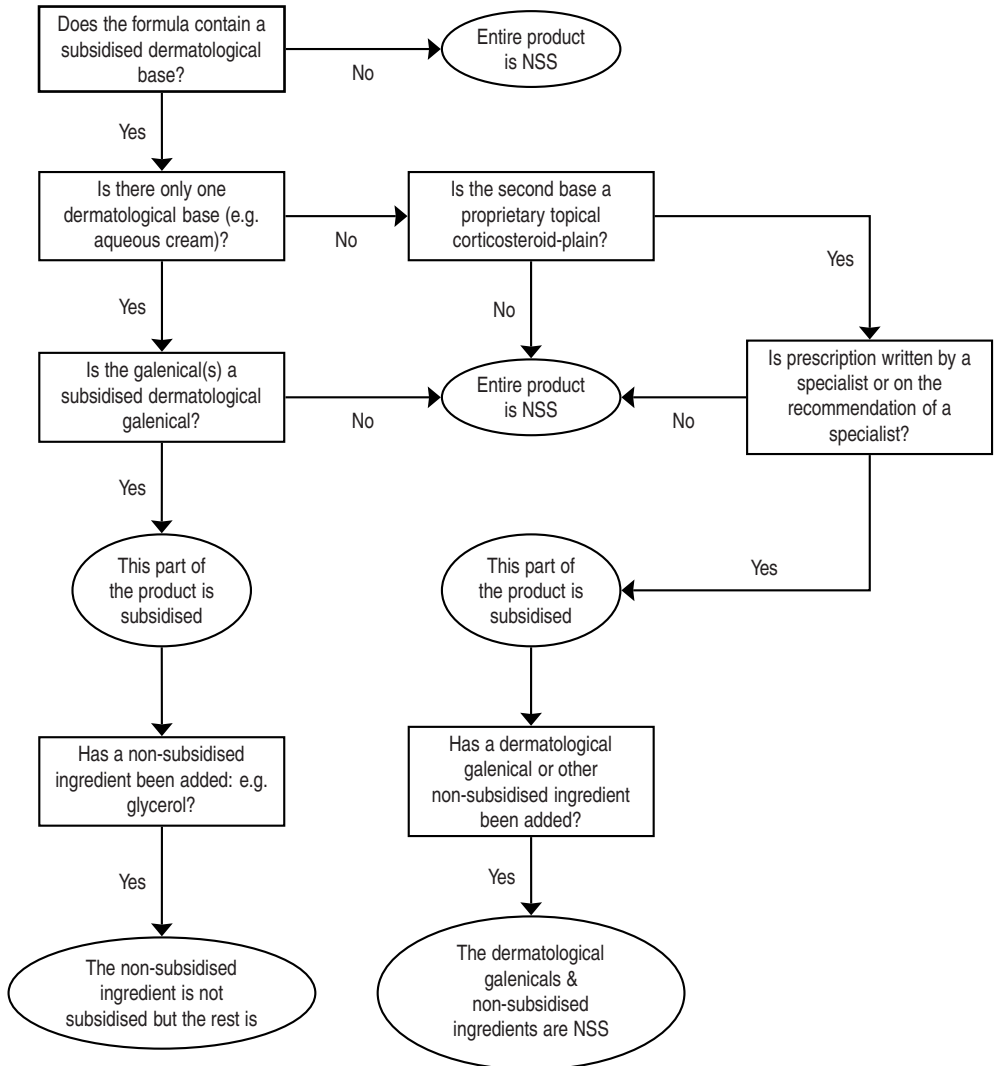 Does the formula contain a
subsidised dermatological
base?
No
Entire product
is NSS
Yes
Is there only one
dermatological base (e.g.
aqueous cream)?
No
Is the second base a
proprietary topical
corticosteroid-plain?
Yes
Yes
No
Is the galenical(s) a
subsidised dermatological
galenical?
No
Entire product
is NSS
No
Is prescription written by a
specialist or on the
recommendation of a
specialist?
Yes
This part of
the product is
subsidised
This part of
the product is
subsidised
Yes
Has a non-subsidised
ingredient been added: e.g.
glycerol?
Has a dermatological
galenical or other
non-subsidised ingredient
been added?
Yes
Yes
The non-subsidised
ingredient is not
subsidised but the rest is
The dermatological
galenicals &
non-subsidised
ingredients are NSS